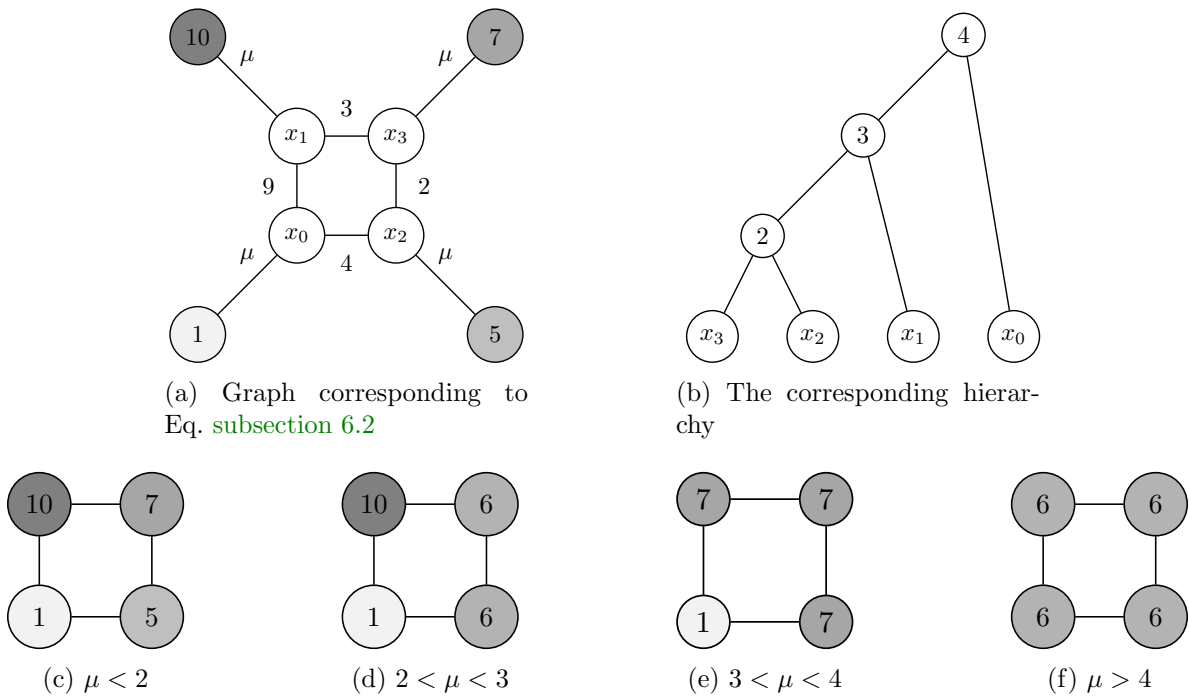 10 7 4
μ μ
3
x₁ x₃ 3
9 2
2
x₀ x₂
μ 4 μ
1 5 x₃ x₂ x₁ x₀
(a) Graph corresponding to
Eq. subsection 6.2
(b) The corresponding hierar-
chy
10 7 10 6 7 7 6 6
1 5 1 6 1 7 6 6
(c) μ < 2 (d) 2 < μ < 3 (e) 3 < μ < 4 (f) μ > 4